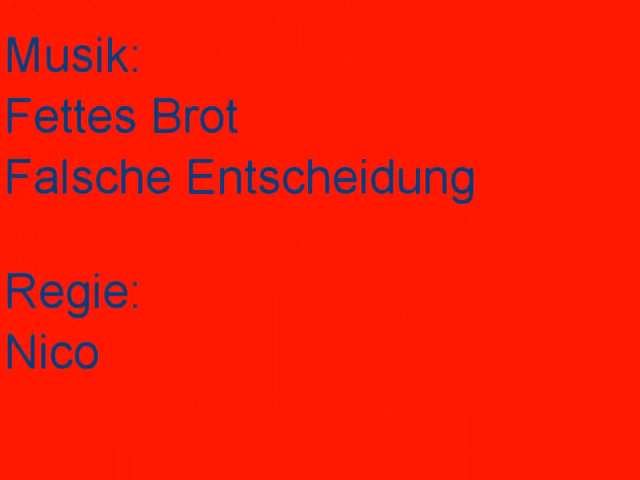 Musik:
Fettes Brot
Falsche Entscheidung
Regie:
Nico